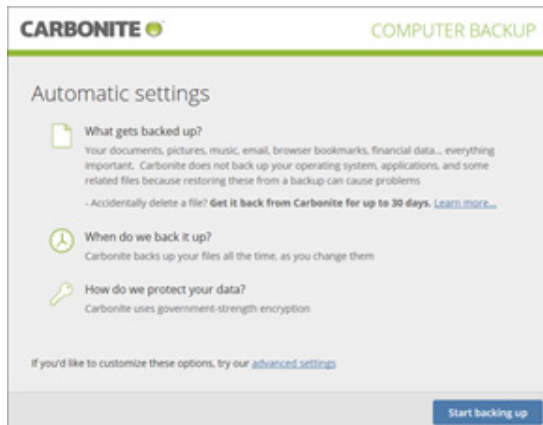 CARBONITE
COMPUTER BACKUP
Automatic settings
What gets backed up?
Your documents, pictures, music, email, browser bookmarks, financial data... everything
important. Carbonite does not back up your operating system, applications, and some
related files because restoring these from a backup can cause problems
- Accidentally delete a file? Get it back from Carbonite for up to 30 days. Learn more...
When do we back it up?
Carbonite backs up your files all the time, as you change them
How do we protect your data?
Carbonite uses government-strength encryption
If you'd like to customize these options, try our advanced settings
Start backing up